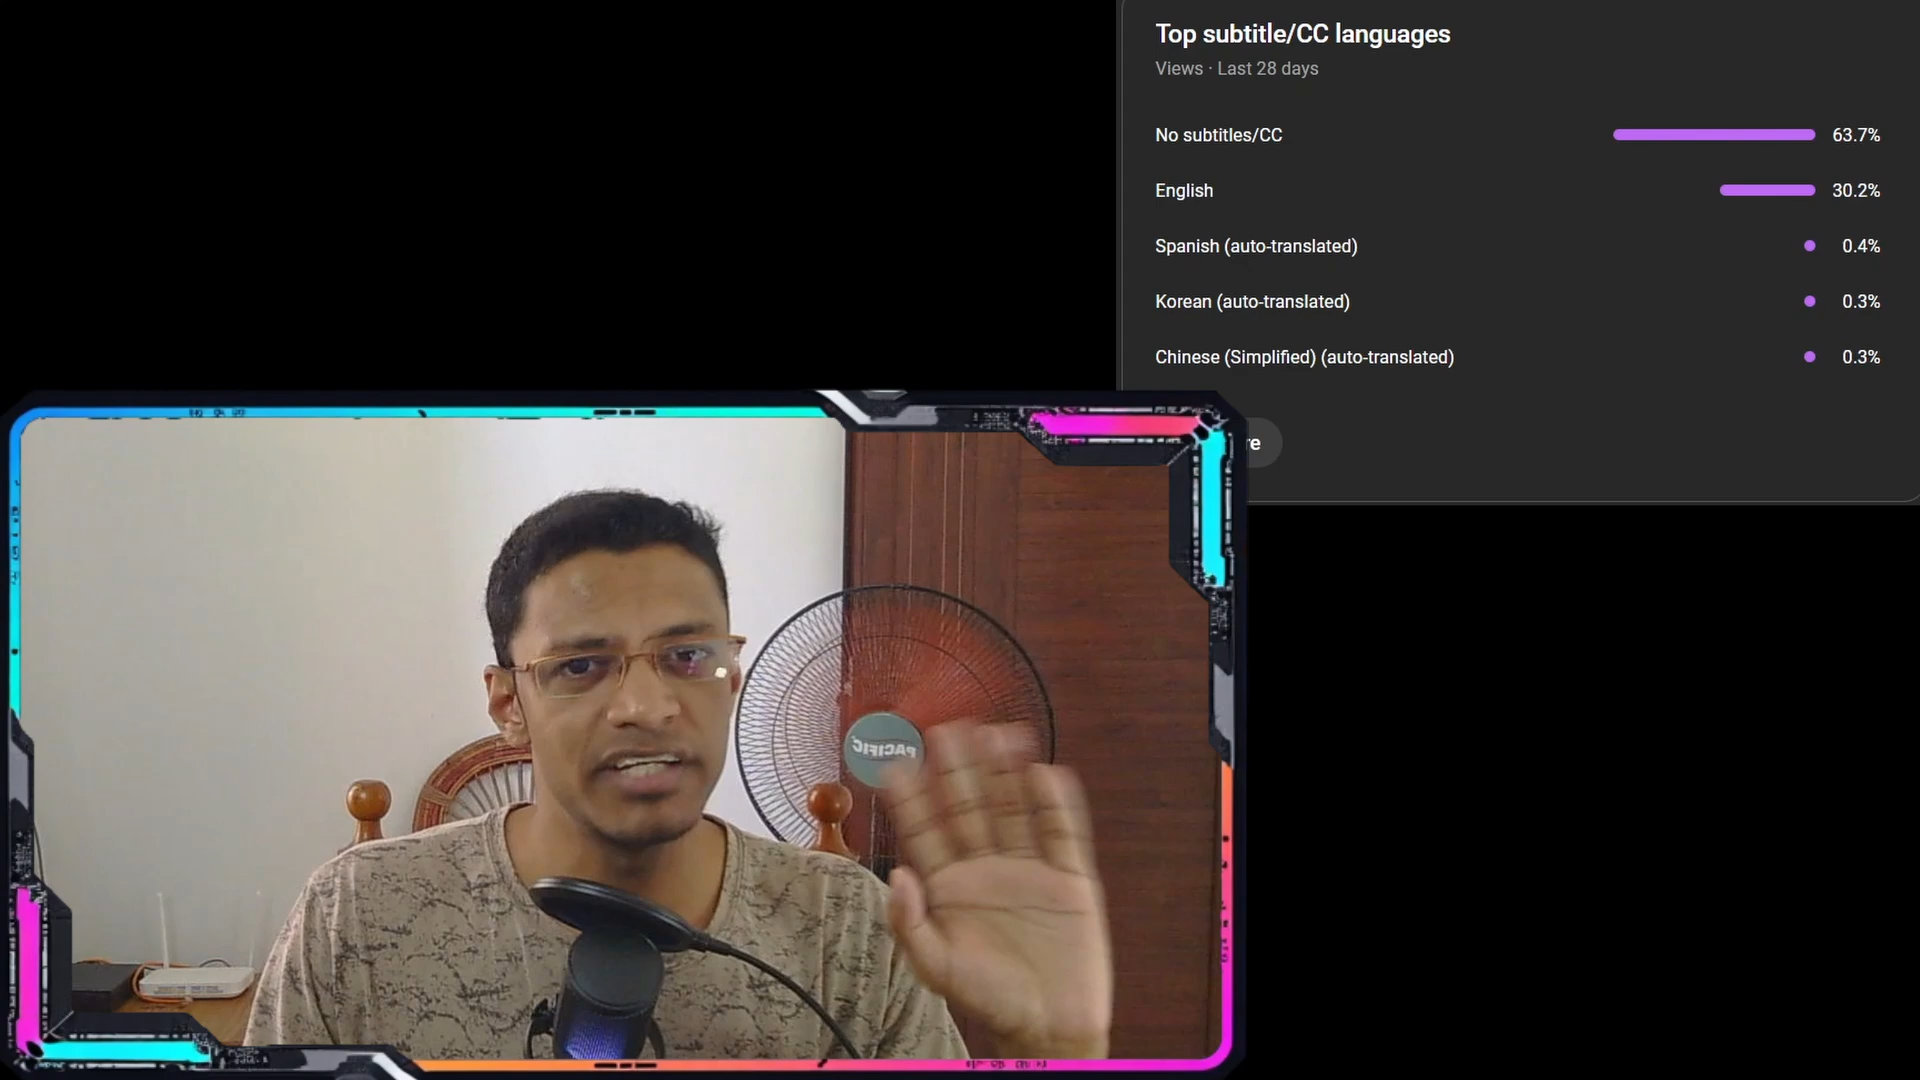 Top subtitle/CC languages
Views · Last 28 days
No subtitles/CC 63.7%
English 30.2%
Spanish (auto-translated) 0.4%
Korean (auto-translated) 0.3%
Chinese (Simplified) (auto-translated) 0.3%
re
PACIFIC